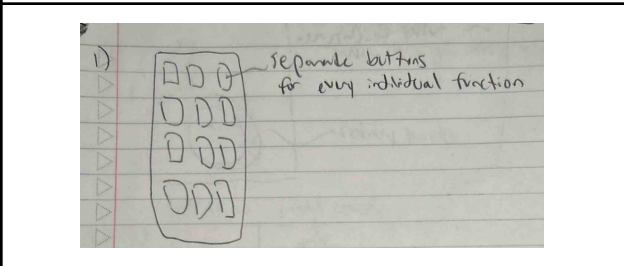 1)
separate buttons
for every individual function